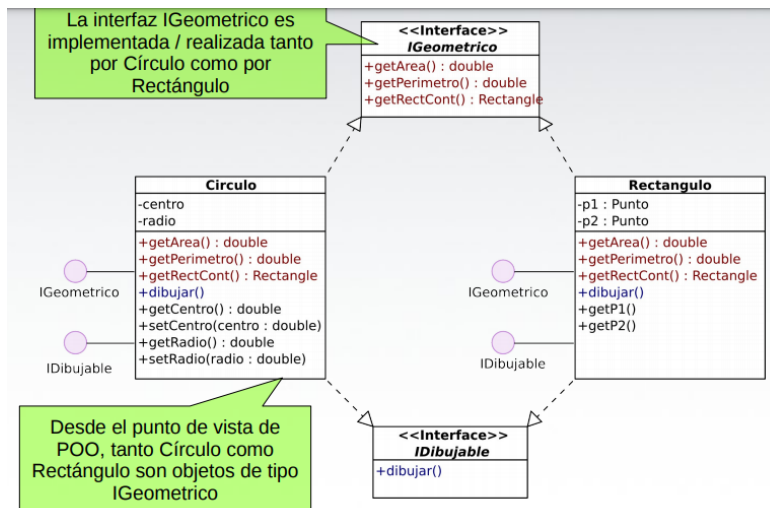 La interfaz IGeometrico es
implementada / realizada tanto
por Círculo como por
Rectángulo
<<Interface>>
IGeometrico
+getArea() : double
+getPerimetro() : double
+getRectCont() : Rectangle
Circulo
-centro
-radio
+getArea() : double
+getPerimetro() : double
+getRectCont() : Rectangle
+dibujar()
+getCentro() : double
+setCentro(centro : double)
+getRadio() : double
+setRadio(radio : double)
IGeometrico
IDibujable
Rectangulo
-p1 : Punto
-p2 : Punto
+getArea() : double
+getPerimetro() : double
+getRectCont() : Rectangle
+dibujar()
+getP1()
+getP2()
IGeometrico
IDibujable
Desde el punto de vista de
POO, tanto Círculo como
Rectángulo son objetos de tipo
IGeometrico
<<Interface>>
IDibujable
+dibujar()